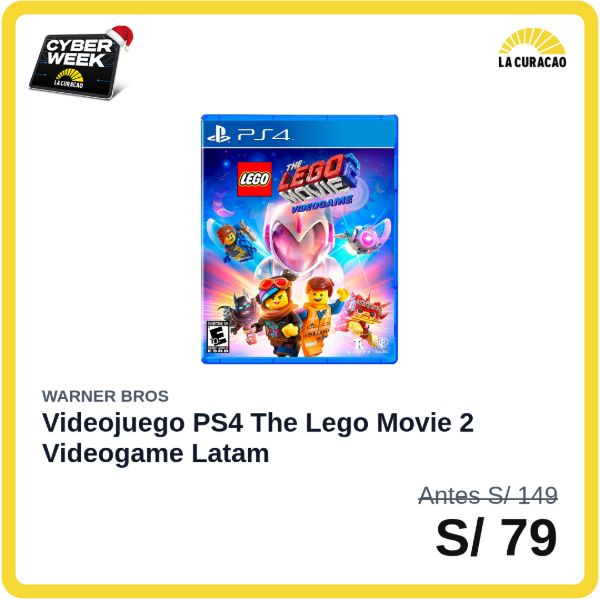 CYBER
WEEK
LA CURACAO
LA CURACAO
PS4
LEGO
THE
LEGO
MOVIE 2
VIDEOGAME
E
ESRB
WARNER BROS
Videojuego PS4 The Lego Movie 2
Videogame Latam
Antes S/ 149
S/ 79